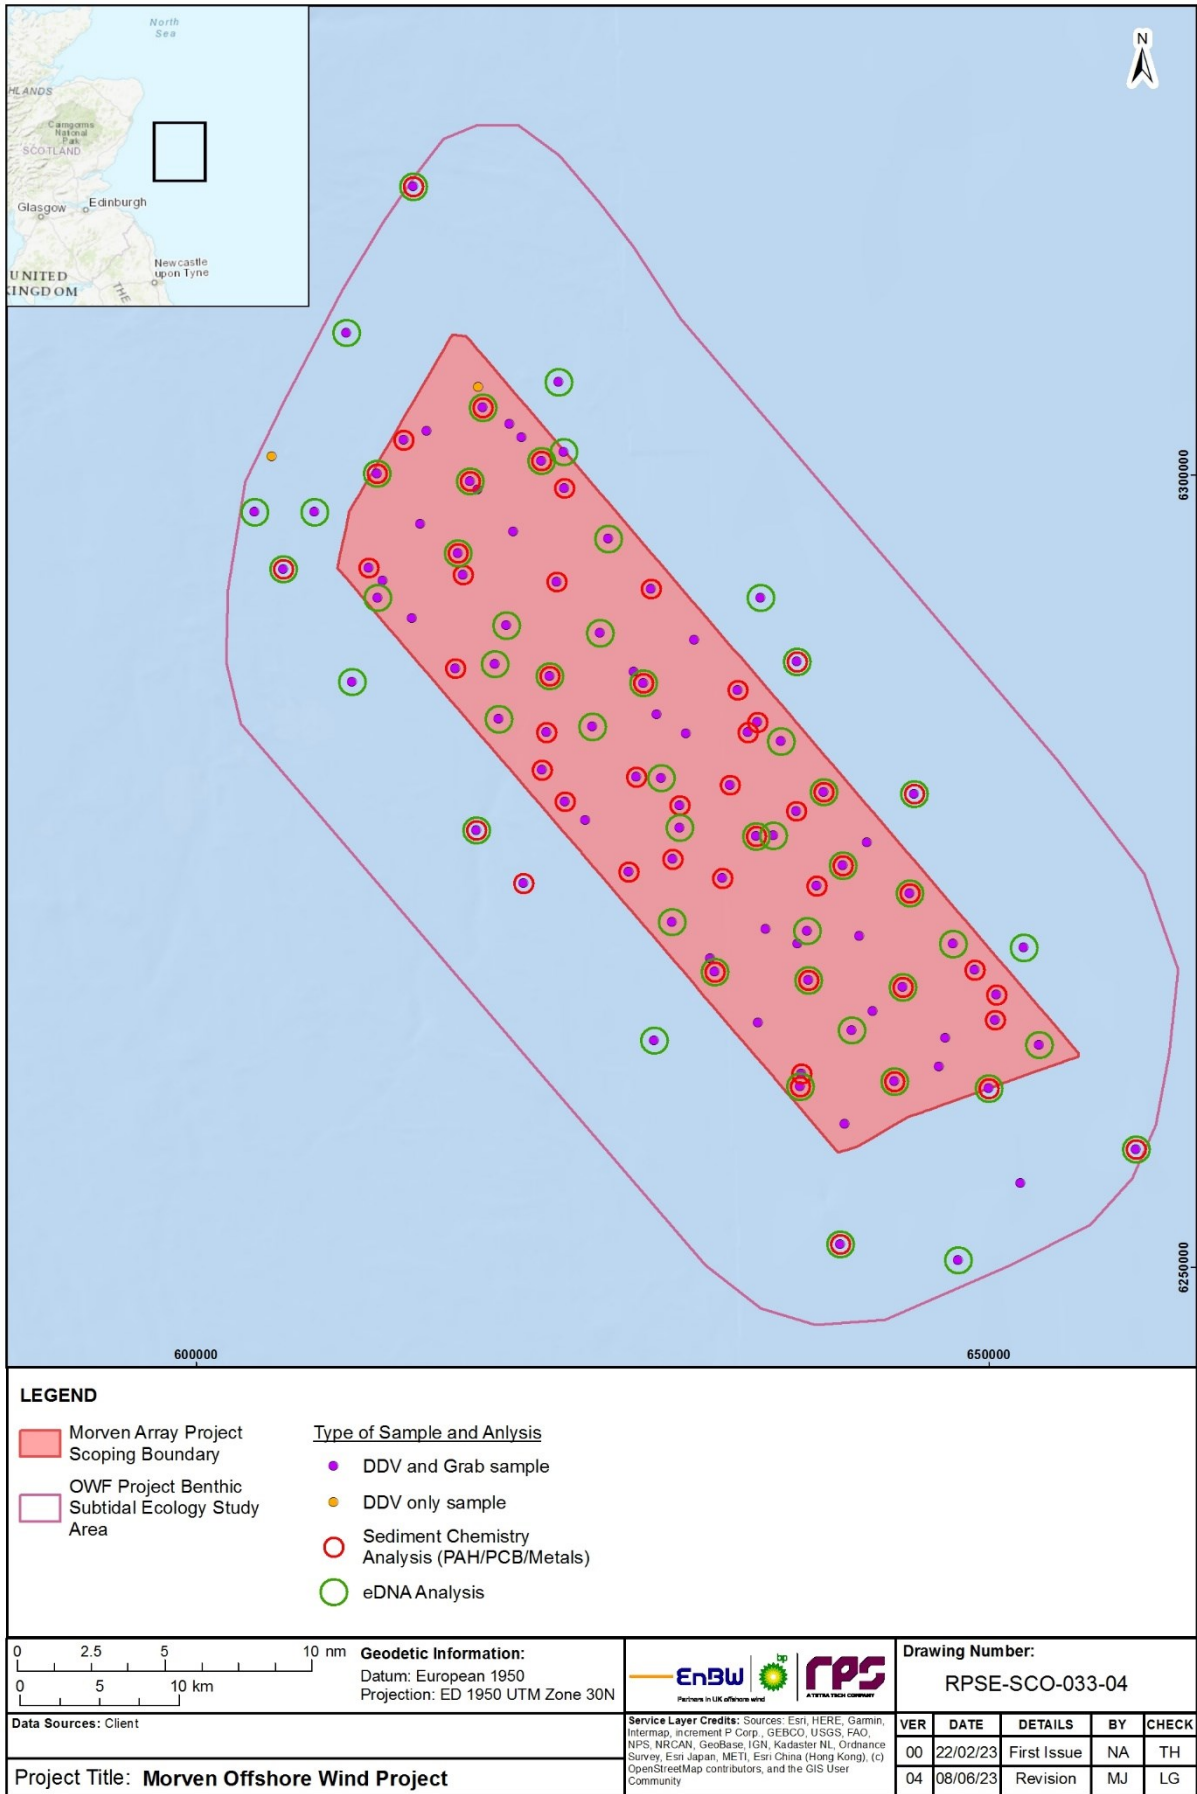 North
Sea
HLANDS
Cairngorms
National
Park
SCOTLAND
Glasgow
Edinburgh
Newcastle
upon Tyne
UNITED
KINGDOM
THE
N
6300000
6250000
600000
650000
LEGEND
Morven Array Project
Scoping Boundary
OWF Project Benthic
Subtidal Ecology Study
Area
Type of Sample and Anlysis
DDV and Grab sample
DDV only sample
Sediment Chemistry
Analysis (PAH/PCB/Metals)
eDNA Analysis
0 2.5 5 10 nm
0 5 10 km
Geodetic Information:
Datum: European 1950
Projection: ED 1950 UTM Zone 30N
EnBW bp RPS
Partners in UK offshore wind
A TETRA TECH COMPANY
Drawing Number:
RPSE-SCO-033-04
Data Sources: Client
Service Layer Credits: Sources: Esri, HERE, Garmin,
Intermap, increment P Corp., GEBCO, USGS, FAO,
NPS, NRCAN, GeoBase, IGN, Kadaster NL, Ordnance
Survey, Esri Japan, METI, Esri China (Hong Kong), (c)
OpenStreetMap contributors, and the GIS User
Community
VER DATE DETAILS BY CHECK
00 22/02/23 First Issue NA TH
04 08/06/23 Revision MJ LG
Project Title: Morven Offshore Wind Project